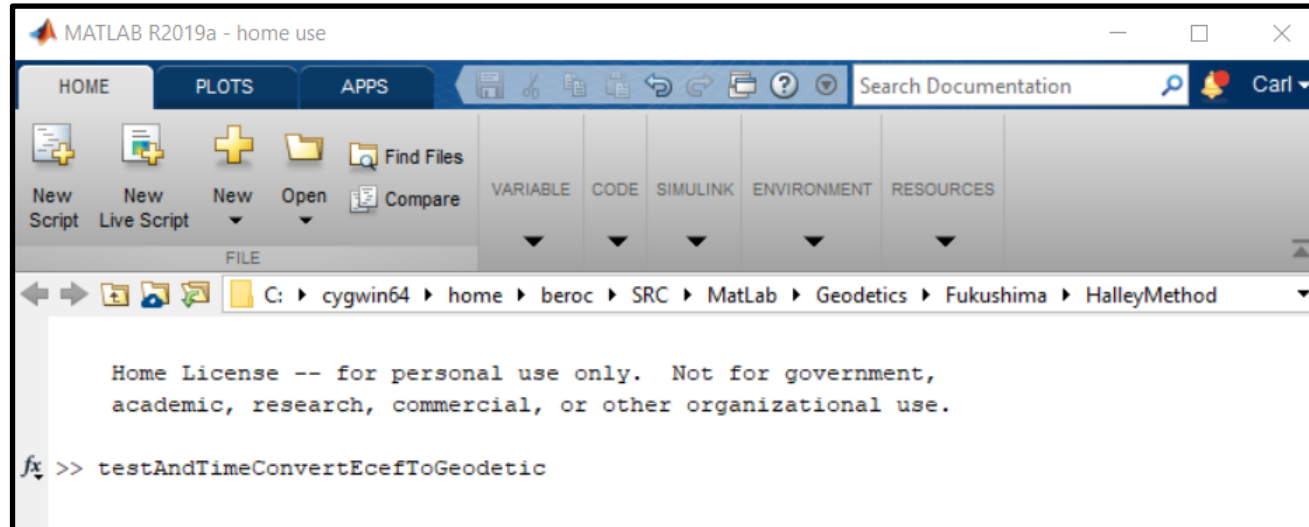 MATLAB R2019a - home use
HOME PLOTS APPS Search Documentation Carl
New Script New Live Script New Open Find Files
Compare
VARIABLE CODE SIMULINK ENVIRONMENT RESOURCES
FILE
C: cygwin64 home beroc SRC MatLab Geodetics Fukushima HalleyMethod
Home License -- for personal use only.  Not for government,
academic, research, commercial, or other organizational use.
fx >> testAndTimeConvertEcefToGeodetic